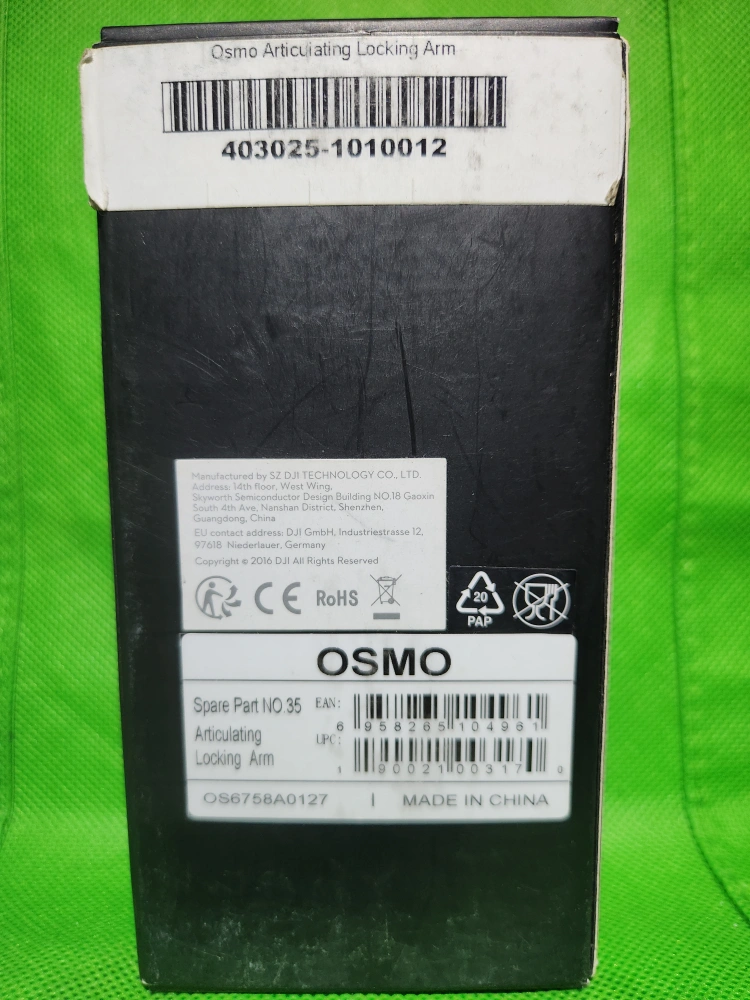 Osmo Articulating Locking Arm
403025-1010012
Manufactured by SZ DJI TECHNOLOGY CO., LTD.
Address: 14th floor, West Wing,
Skyworth Semiconductor Design Building NO.18 Gaoxin
South 4th Ave, Nanshan District, Shenzhen,
Guangdong, China
EU contact address: DJI GmbH, Industriestrasse 12,
97618 Niederlauer, Germany
Copyright © 2016 DJI All Rights Reserved
CE RoHS
20
PAP
OSMO
Spare Part NO.35
Articulating
Locking Arm
EAN:
6 958265 104961
UPC:
1 90021 00317 0
OS6758A0127 | MADE IN CHINA